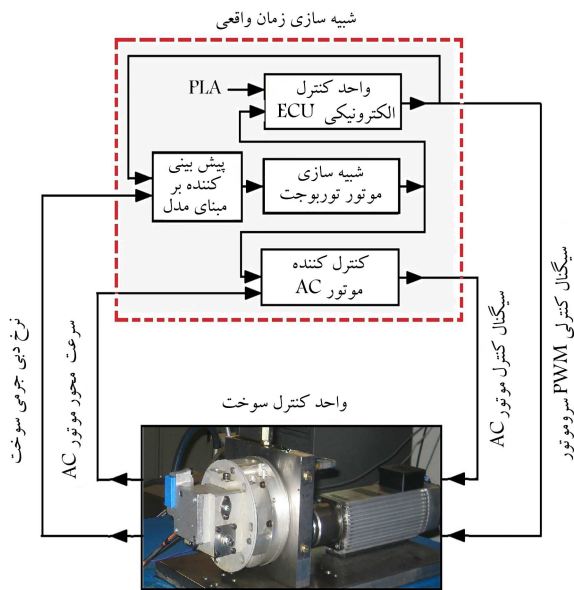 شبیه سازی زمان واقعی
PLA
واحد کنترل
الکترونیکی ECU
پیش بینی
کننده بر
مبنای مدل
شبیه سازی
موتور توربوجت
کنترل کننده
موتور AC
نرخ دبی جرمی سوخت
سرعت محور موتور AC
سیگنال کنترل موتور AC
سیگنال کنترلی PWM سروموتور
واحد کنترل سوخت